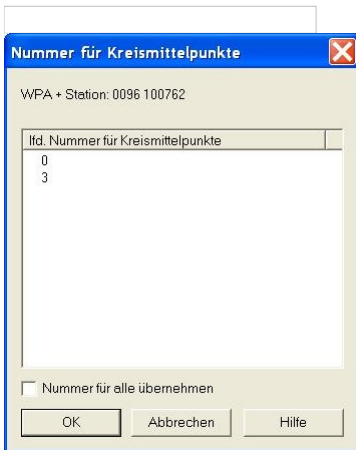 Nummer für Kreismittelpunkte
WPA + Station: 0096 100762
lfd. Nummer für Kreismittelpunkte
0
3
Nummer für alle übernehmen
OK Abbrechen Hilfe